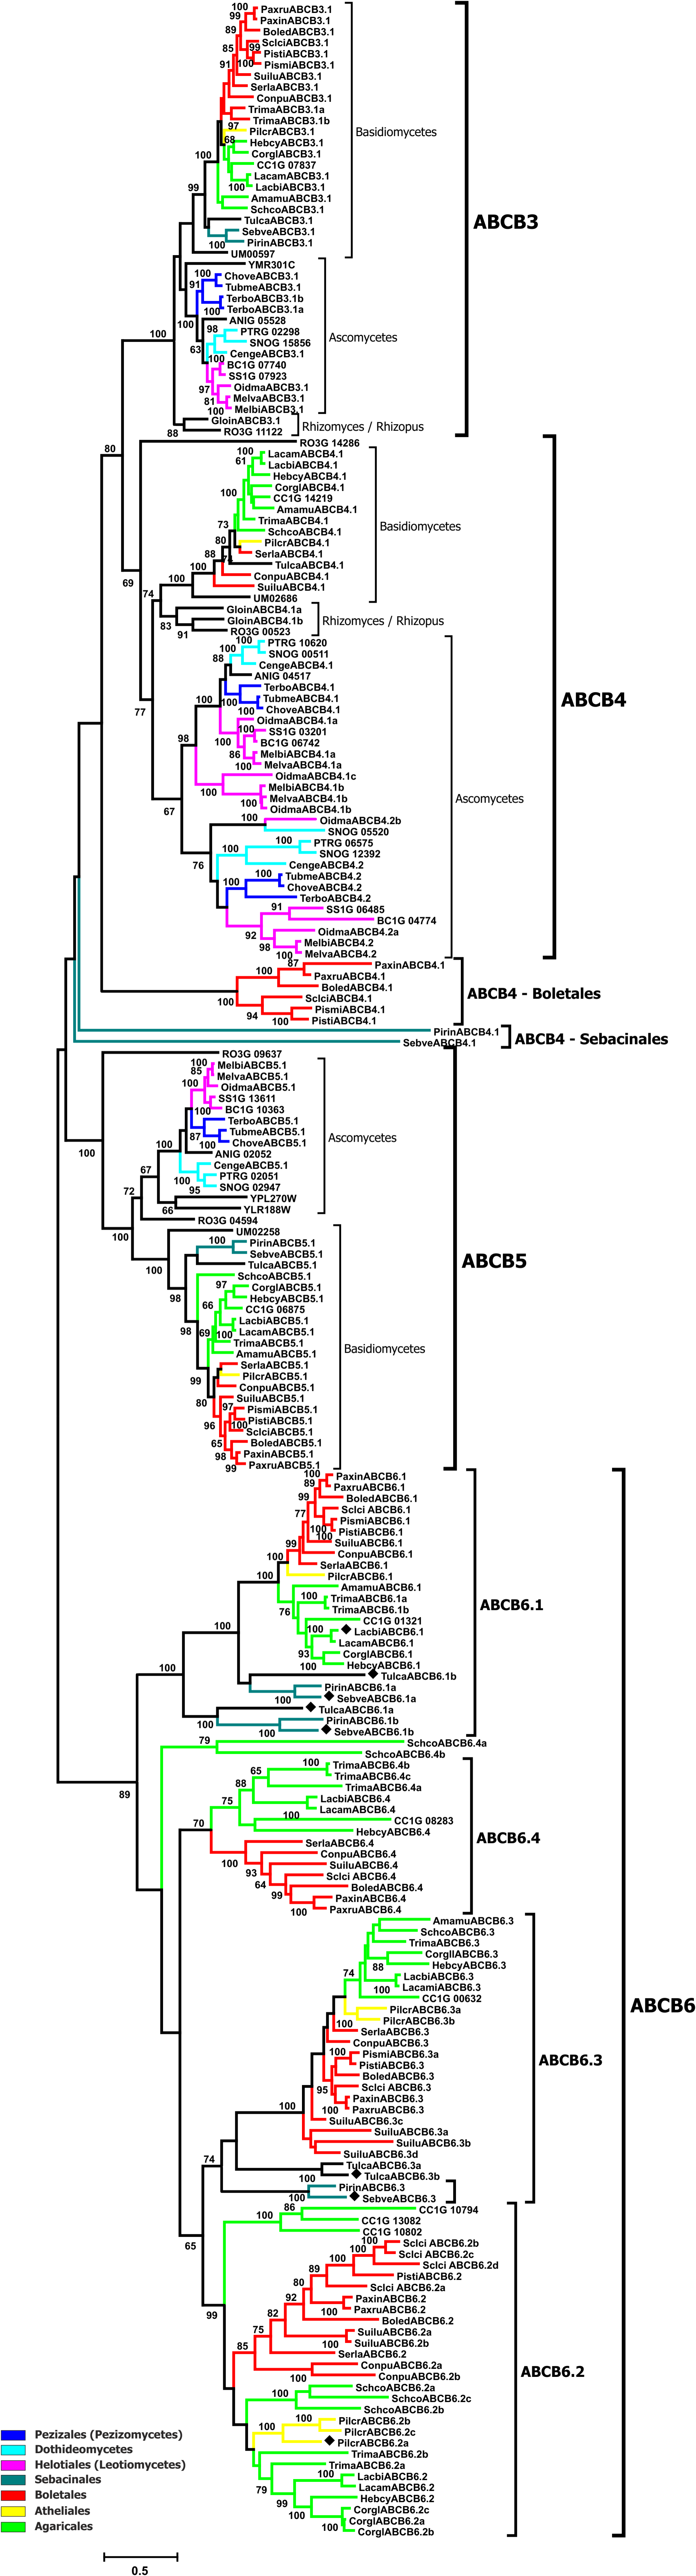 PaxruABCB3.1
PaxinABCB3.1
BoledABCB3.1
SclciABCB3.1
PistiABCB3.1
PismiABCB3.1
SuiluABCB3.1
SerlaABCB3.1
ConpuABCB3.1
TrimaABCB3.1a
TrimaABCB3.1b
PilcrABCB3.1
HebcyABCB3.1
CorglABCB3.1
CC1G 07837
LacamABCB3.1
LacbiABCB3.1
AmamuABCB3.1
SchcoABCB3.1
TulcaABCB3.1
SebveABCB3.1
PirinABCB3.1
UM00597
Basidiomycetes
YMR301C
ChoveABCB3.1
TubmeABCB3.1
TerboABCB3.1b
TerboABCB3.1a
ANIG 05528
PTRG 02298
SNOG 15856
CengeABCB3.1
BC1G 07740
SS1G 07923
OidmaABCB3.1
MelvaABCB3.1
MelbiABCB3.1
Ascomycetes
GloinABCB3.1
RO3G 11122
Rhizomyces / Rhizopus
ABCB3
RO3G 14286
LacamABCB4.1
LacbiABCB4.1
HebcyABCB4.1
CorglABCB4.1
CC1G 14219
AmamuABCB4.1
TrimaABCB4.1
SchcoABCB4.1
PilcrABCB4.1
SerlaABCB4.1
TulcaABCB4.1
ConpuABCB4.1
SuiluABCB4.1
UM02686
Basidiomycetes
GloinABCB4.1a
GloinABCB4.1b
RO3G 00523
Rhizomyces / Rhizopus
PTRG 10620
SNOG 00511
CengeABCB4.1
ANIG 04517
TerboABCB4.1
TubmeABCB4.1
ChoveABCB4.1
OidmaABCB4.1a
SS1G 03201
BC1G 06742
MelbiABCB4.1a
MelvaABCB4.1a
OidmaABCB4.1c
MelbiABCB4.1b
MelvaABCB4.1b
OidmaABCB4.1b
OidmaABCB4.2b
SNOG 05520
PTRG 06575
SNOG 12392
CengeABCB4.2
TubmeABCB4.2
ChoveABCB4.2
TerboABCB4.2
SS1G 06485
BC1G 04774
OidmaABCB4.2a
MelbiABCB4.2
MelvaABCB4.2
Ascomycetes
ABCB4
PaxinABCB4.1
PaxruABCB4.1
BoledABCB4.1
SclciABCB4.1
PismiABCB4.1
PistiABCB4.1
ABCB4 - Boletales
PirinABCB4.1
SebveABCB4.1
ABCB4 - Sebacinales
RO3G 09637
MelbiABCB5.1
MelvaABCB5.1
OidmaABCB5.1
SS1G 13611
BC1G 10363
TerboABCB5.1
TubmeABCB5.1
ChoveABCB5.1
ANIG 02052
CengeABCB5.1
PTRG 02051
SNOG 02947
YPL270W
YLR188W
Ascomycetes
RO3G 04594
UM02258
PirinABCB5.1
SebveABCB5.1
TulcaABCB5.1
SchcoABCB5.1
CorglABCB5.1
HebcyABCB5.1
CC1G 06875
LacbiABCB5.1
LacamABCB5.1
TrimaABCB5.1
AmamuABCB5.1
SerlaABCB5.1
PilcrABCB5.1
ConpuABCB5.1
SuiluABCB5.1
PismiABCB5.1
PistiABCB5.1
SclciABCB5.1
BoledABCB5.1
PaxinABCB5.1
PaxruABCB5.1
Basidiomycetes
ABCB5
PaxinABCB6.1
PaxruABCB6.1
BoledABCB6.1
Sclci ABCB6.1
PismiABCB6.1
PistiABCB6.1
SuiluABCB6.1
ConpuABCB6.1
SerlaABCB6.1
PilcrABCB6.1
AmamuABCB6.1
TrimaABCB6.1a
TrimaABCB6.1b
CC1G 01321
LacbiABCB6.1
LacamABCB6.1
CorglABCB6.1
HebcyABCB6.1
TulcaABCB6.1b
PirinABCB6.1a
SebveABCB6.1a
TulcaABCB6.1a
PirinABCB6.1b
SebveABCB6.1b
ABCB6.1
SchcoABCB6.4a
SchcoABCB6.4b
TrimaABCB6.4b
TrimaABCB6.4c
TrimaABCB6.4a
LacbiABCB6.4
LacamABCB6.4
CC1G 08283
HebcyABCB6.4
SerlaABCB6.4
ConpuABCB6.4
SuiluABCB6.4
Sclci ABCB6.4
BoledABCB6.4
PaxinABCB6.4
PaxruABCB6.4
ABCB6.4
AmamuABCB6.3
SchcoABCB6.3
TrimaABCB6.3
CorglIABCB6.3
HebcyABCB6.3
LacbiABCB6.3
LacamiABCB6.3
CC1G 00632
PilcrABCB6.3a
PilcrABCB6.3b
SerlaABCB6.3
ConpuABCB6.3
PismiABCB6.3a
PistiABCB6.3
BoledABCB6.3
Sclci ABCB6.3
PaxinABCB6.3
PaxruABCB6.3
SuiluABCB6.3c
SuiluABCB6.3a
SuiluABCB6.3b
SuiluABCB6.3d
TulcaABCB6.3a
TulcaABCB6.3b
PirinABCB6.3
SebveABCB6.3
ABCB6.3
ABCB6
CC1G 10794
CC1G 13082
CC1G 10802
Sclci ABCB6.2b
Sclci ABCB6.2c
Sclci ABCB6.2d
PistiABCB6.2
Sclci ABCB6.2a
PaxinABCB6.2
PaxruABCB6.2
BoledABCB6.2
SuiluABCB6.2a
SuiluABCB6.2b
SerlaABCB6.2
ConpuABCB6.2a
ConpuABCB6.2b
SchcoABCB6.2a
SchcoABCB6.2c
SchcoABCB6.2b
PilcrABCB6.2b
PilcrABCB6.2c
PilcrABCB6.2a
TrimaABCB6.2b
TrimaABCB6.2a
LacbiABCB6.2
LacamABCB6.2
HebcyABCB6.2
CorglABCB6.2c
CorglABCB6.2a
CorglABCB6.2b
ABCB6.2
Pezizales (Pezizomycetes)
Dothideomycetes
Helotiales (Leotiomycetes)
Sebacinales
Boletales
Atheliales
Agaricales
0.5